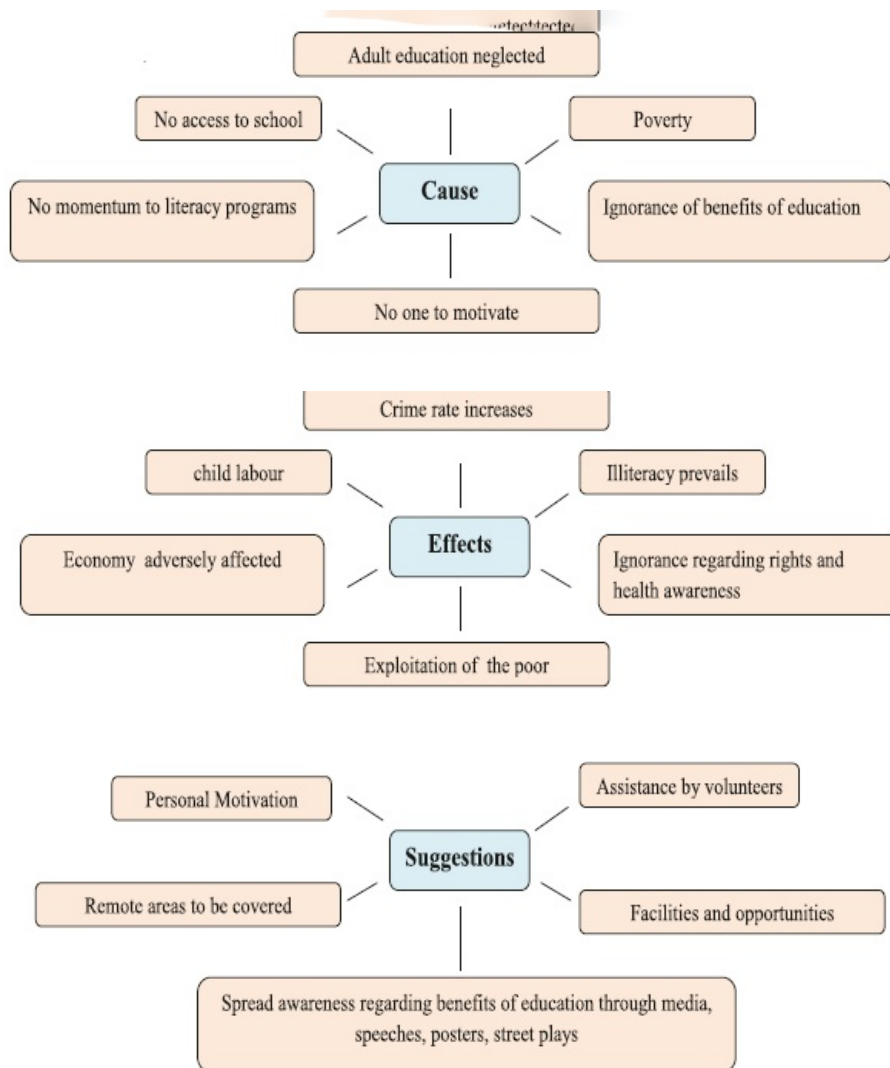 Adult education neglected
No access to school
Poverty
Cause
No momentum to literacy programs
Ignorance of benefits of education
No one to motivate
Crime rate increases
child labour
Illiteracy prevails
Effects
Economy adversely affected
Ignorance regarding rights and
health awareness
Exploitation of the poor
Personal Motivation
Assistance by volunteers
Suggestions
Remote areas to be covered
Facilities and opportunities
Spread awareness regarding benefits of education through media,
speeches, posters, street plays